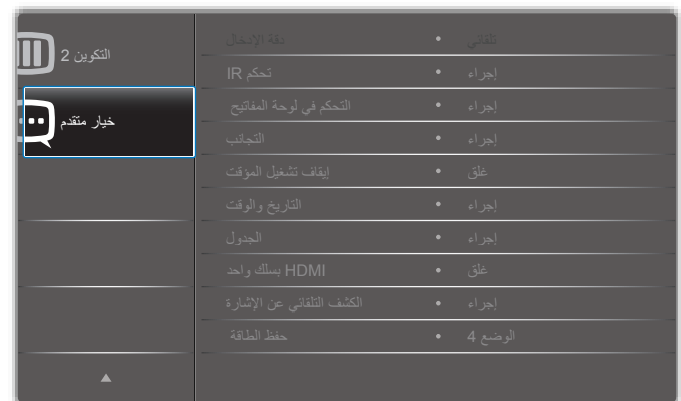 التكوين 2
خيار متقدم
دقة الإدخال • تلقائي
تحكم IR • إجراء
التحكم في لوحة المفاتيح • إجراء
التجانب • إجراء
إيقاف تشغيل المؤقت • غلق
التاريخ والوقت • إجراء
الجدول • إجراء
HDMI بسلك واحد • غلق
الكشف التلقائي عن الإشارة • إجراء
حفظ الطاقة • الوضع 4